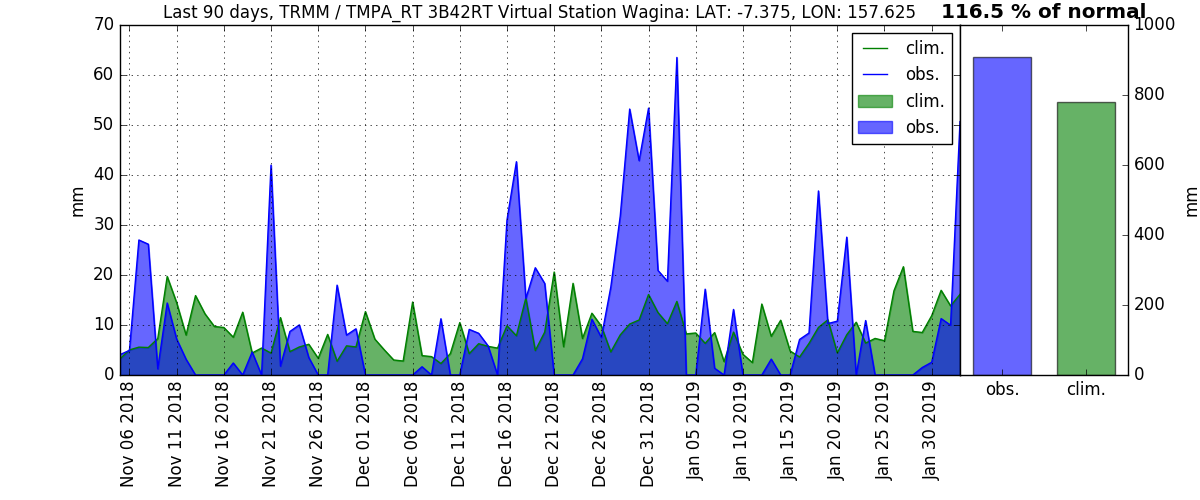 Last 90 days, TRMM / TMPA_RT 3B42RT Virtual Station Wagina: LAT: -7.375, LON: 157.625
116.5 % of normal
70
60
50
40
30
20
10
0
mm
clim.
obs.
clim.
obs.
1000
800
600
400
200
0
mm
obs.
clim.
Nov 06 2018
Nov 11 2018
Nov 16 2018
Nov 21 2018
Nov 26 2018
Dec 01 2018
Dec 06 2018
Dec 11 2018
Dec 16 2018
Dec 21 2018
Dec 26 2018
Dec 31 2018
Jan 05 2019
Jan 10 2019
Jan 15 2019
Jan 20 2019
Jan 25 2019
Jan 30 2019